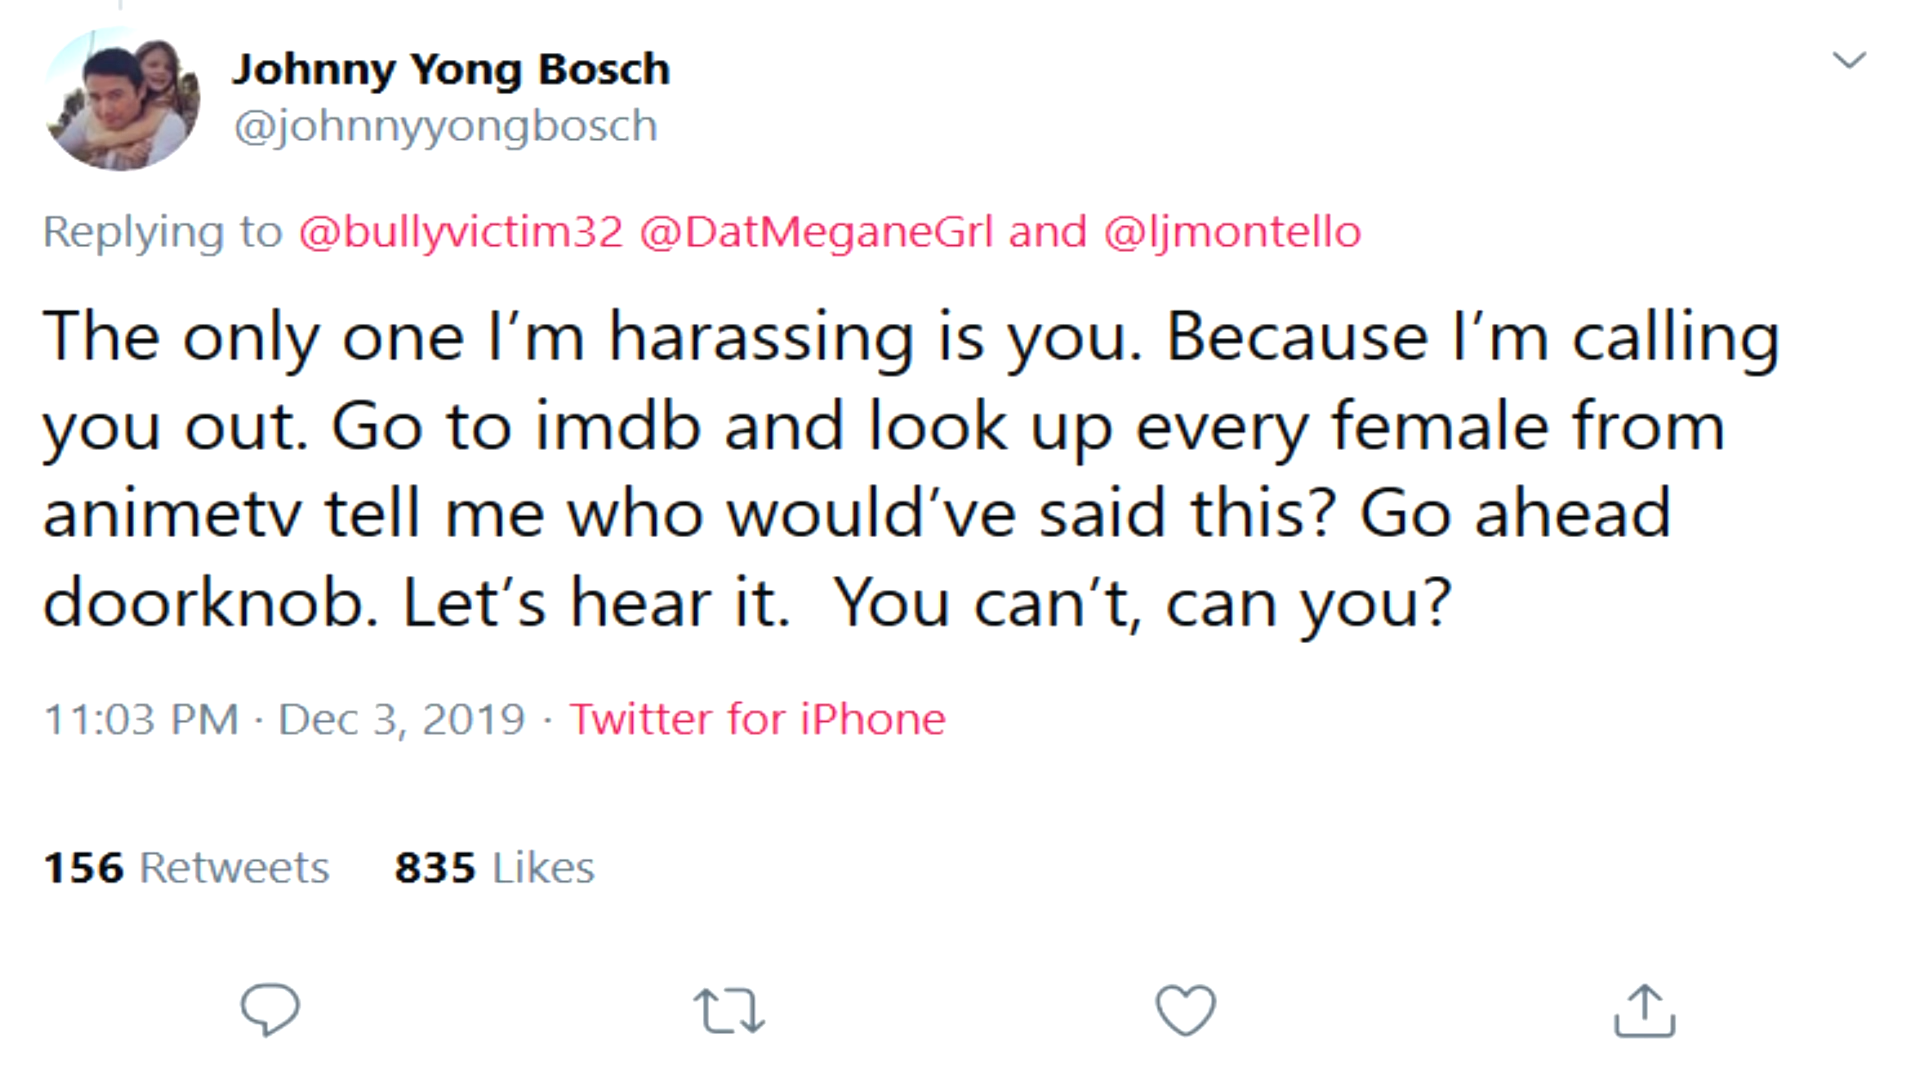 Johnny Yong Bosch
@johnnyyongbosch
Replying to @bullyvictim32 @DatMeganeGrl and @ljmontello
The only one I’m harassing is you. Because I’m calling
you out. Go to imdb and look up every female from
animetv tell me who would’ve said this? Go ahead
doorknob. Let’s hear it.  You can’t, can you?
11:03 PM · Dec 3, 2019 · Twitter for iPhone
156 Retweets 835 Likes